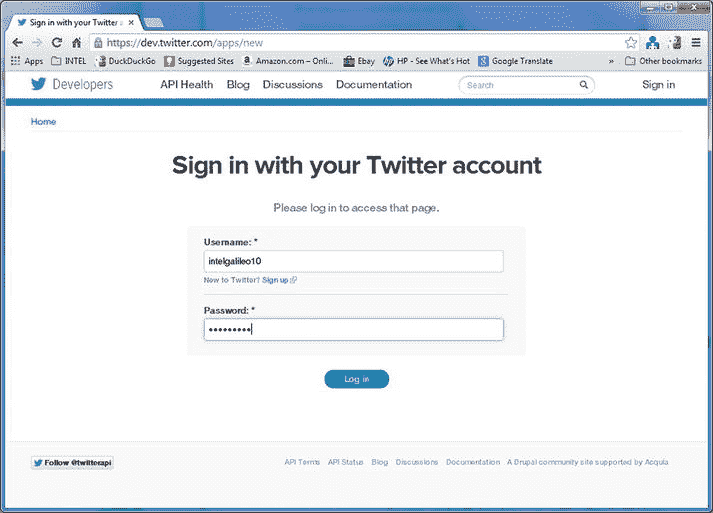 Sign in with your Twitter a
https://dev.twitter.com/apps/new
Apps INTEL DuckDuckGo Suggested Sites Amazon.com – Onli... Ebay HP - See What's Hot Google Translate » Other bookmarks
Developers API Health Blog Discussions Documentation Search Sign in
Home
Sign in with your Twitter account
Please log in to access that page.
Username: *
intelgalileo10
New to Twitter? Sign up
Password: *
•••••••••
Log in
Follow @twitterapi API Terms API Status Blog Discussions Documentation A Drupal community site supported by Acquia